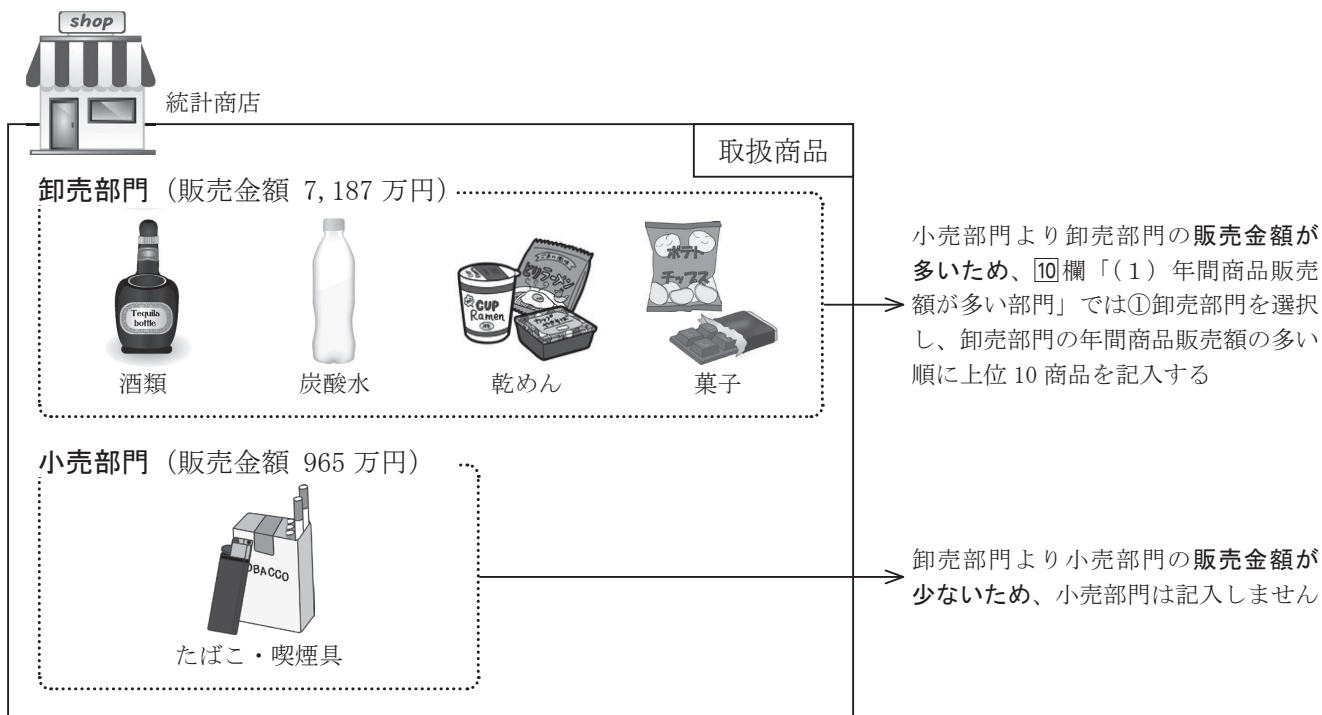 shop
統計商店
取扱商品
卸売部門（販売金額 7,187 万円）
Tequila
bottle
CUP
Ramen
ポテト
チップス
酒類
炭酸水
乾めん
菓子
小売部門より卸売部門の販売金額が
多いため、10欄「(1) 年間商品販売
額が多い部門」では①卸売部門を選択
し、卸売部門の年間商品販売額の多い
順に上位 10 商品を記入する
小売部門（販売金額 965 万円）
たばこ・喫煙具
卸売部門より小売部門の販売金額が
少ないため、小売部門は記入しません